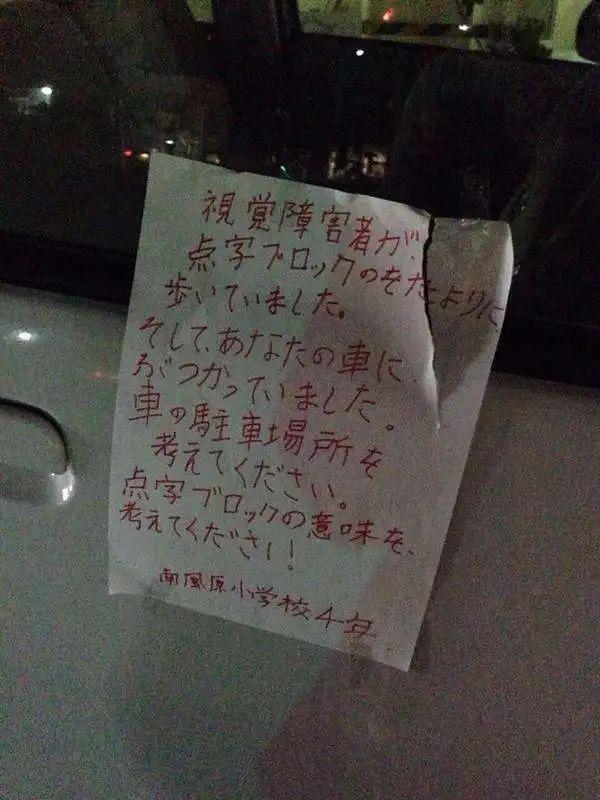 視覚障害者が、
点字ブロックのをたよりに
歩いていました。
そして、あなたの車に、
ぶつかっていました。
車の駐車場所を
考えてください。
点字ブロックの意味を、
考えてください!
南風原小学校4年